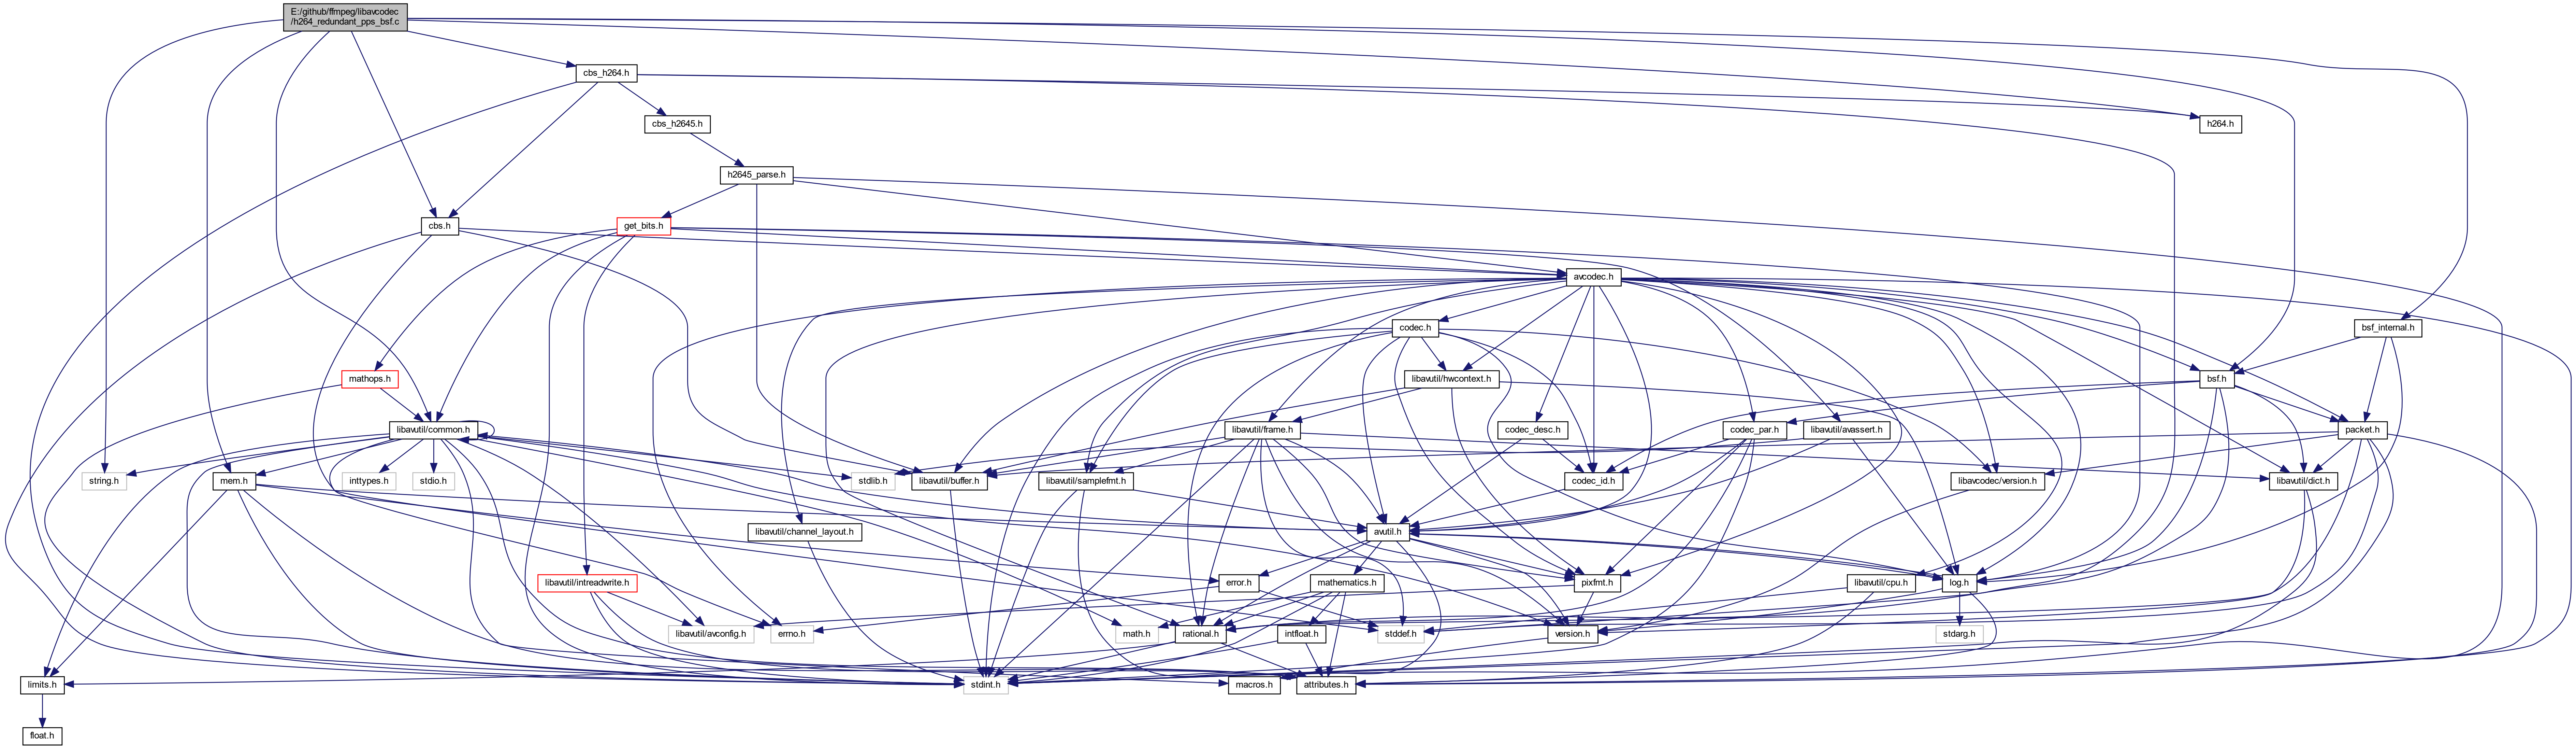 E:/github/ffmpeg/libavcodec
/h264_redundant_pps_bsf.c
cbs_h264.h
cbs_h2645.h
h264.h
h2645_parse.h
cbs.h
get_bits.h
avcodec.h
codec.h
bsf_internal.h
mathops.h
libavutil/hwcontext.h
bsf.h
libavutil/common.h
libavutil/frame.h
codec_desc.h
codec_par.h
libavutil/avassert.h
packet.h
string.h
mem.h
inttypes.h
stdio.h
stdlib.h
libavutil/buffer.h
libavutil/samplefmt.h
codec_id.h
libavcodec/version.h
libavutil/dict.h
libavutil/channel_layout.h
avutil.h
libavutil/intreadwrite.h
error.h
mathematics.h
pixfmt.h
libavutil/cpu.h
log.h
libavutil/avconfig.h
errno.h
math.h
rational.h
intfloat.h
stddef.h
version.h
stdarg.h
limits.h
stdint.h
macros.h
attributes.h
float.h